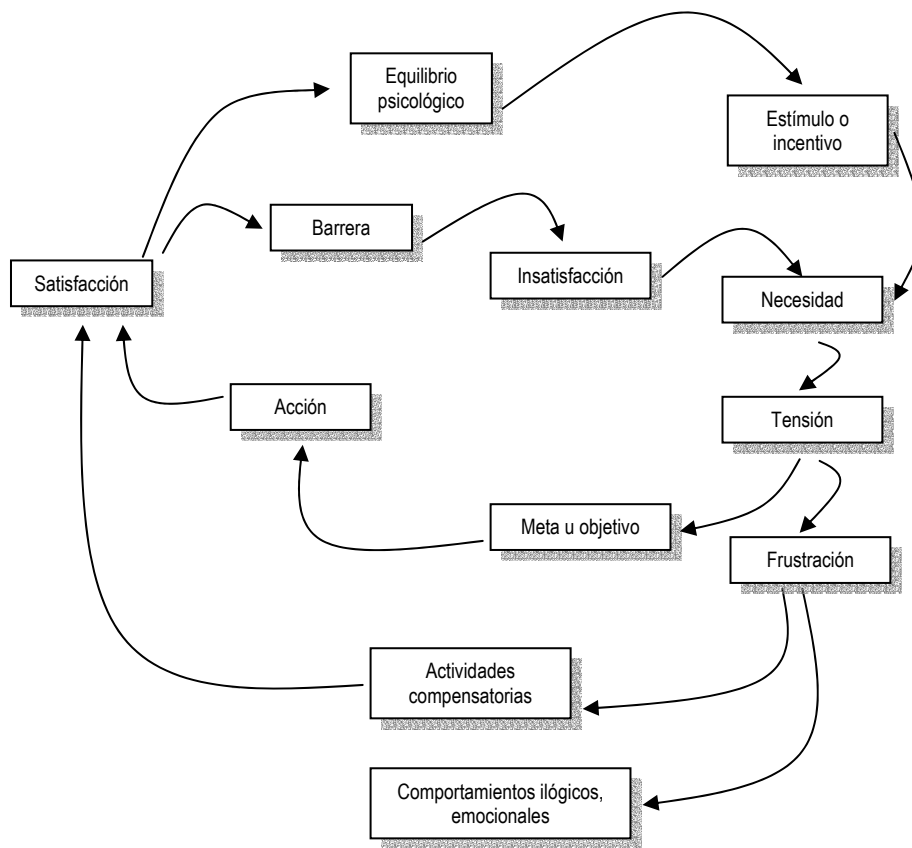 Equilibrio
psicológico
Estímulo o
incentivo
Barrera
Insatisfacción
Satisfacción
Necesidad
Acción
Tensión
Meta u objetivo
Frustración
Actividades
compensatorias
Comportamientos ilógicos,
emocionales